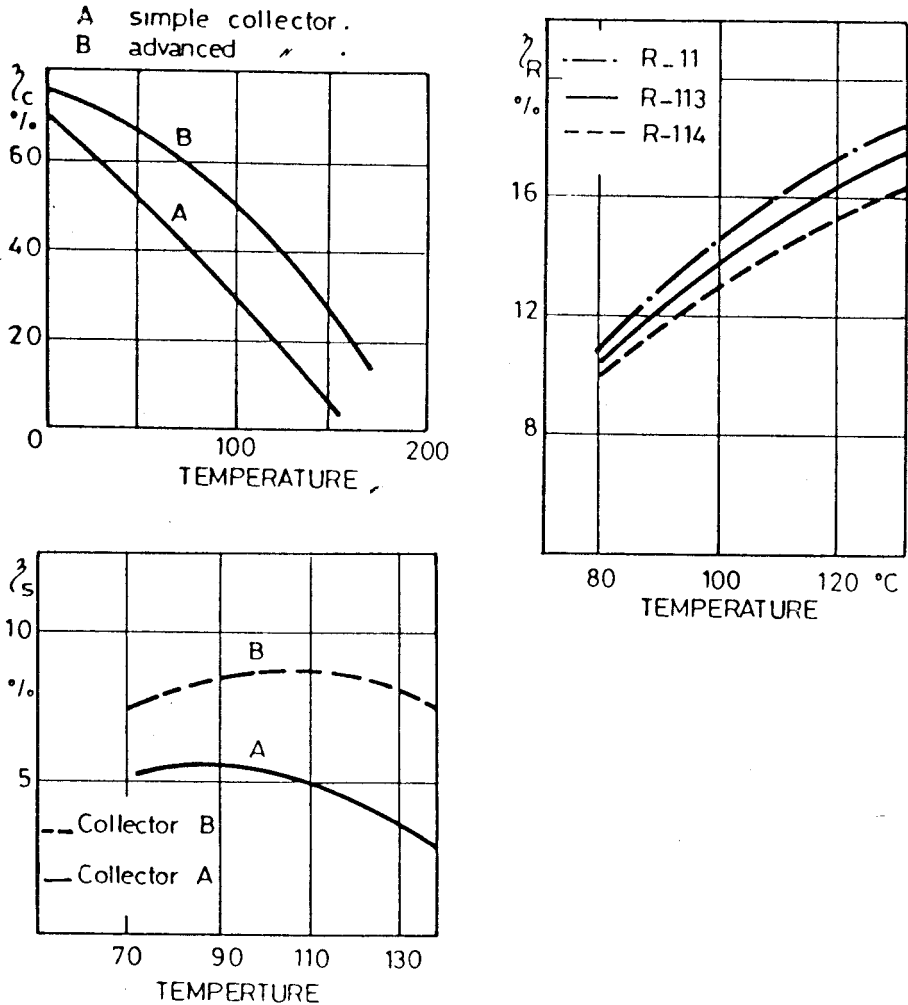 A simple collector.
B advanced 〃 .
ηc
%
60
40
20
0
100
200
B
A
TEMPERATURE
ηR
%
16
12
8
R-11
R-113
R-114
80
100
120 °C
TEMPERATURE
ηs
10
%
5
B
A
Collector B
Collector A
70
90
110
130
TEMPERTURE